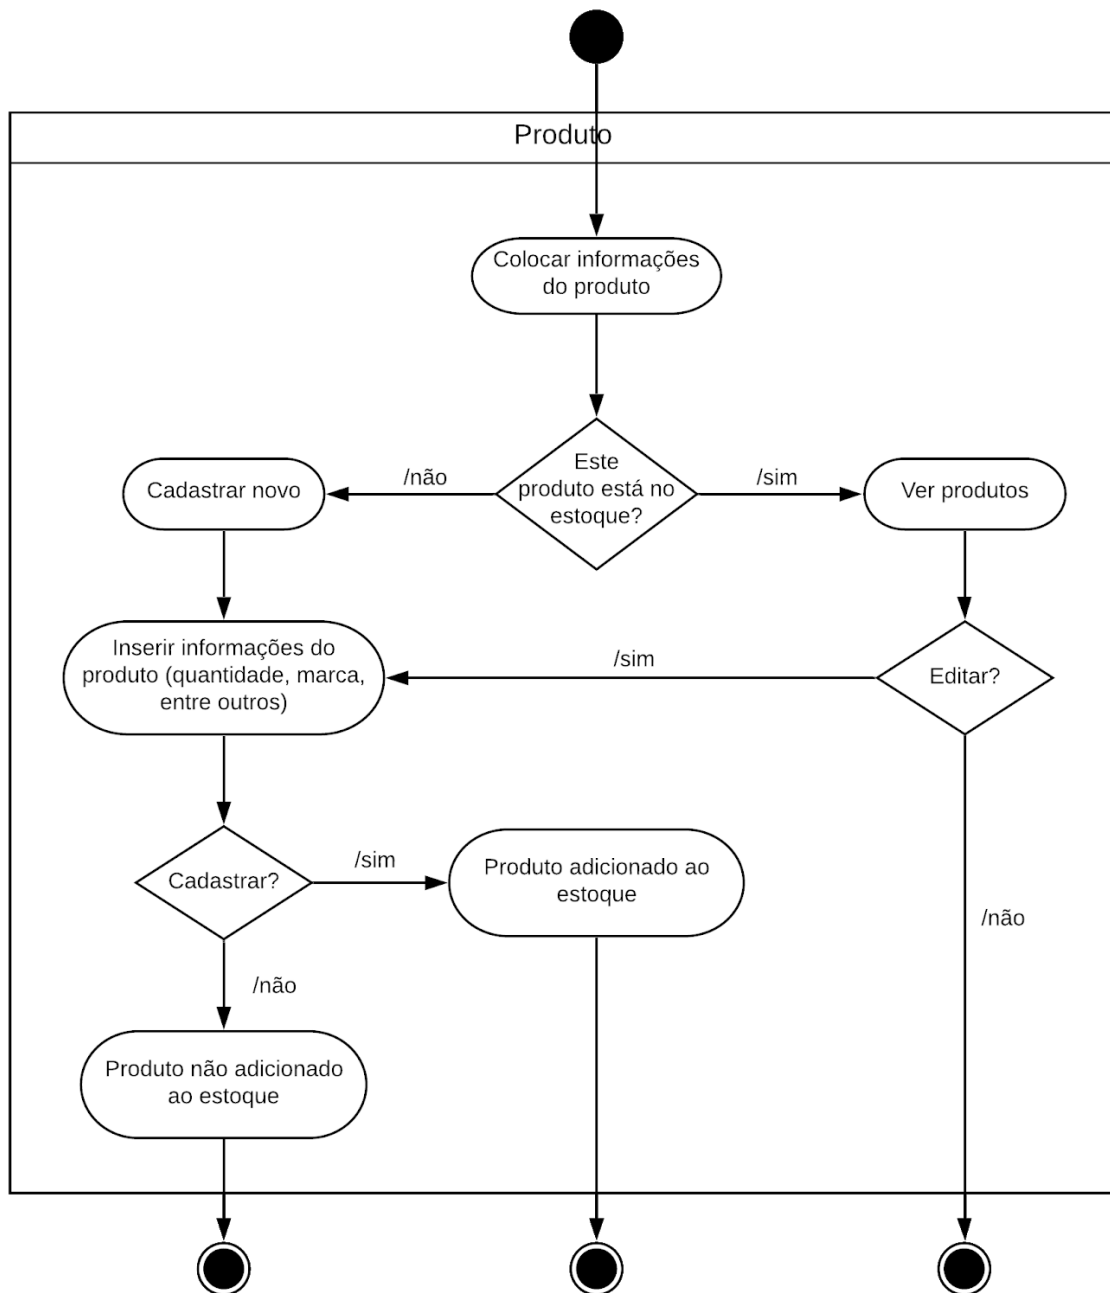 Produto
Colocar informações
do produto
Este
produto está no
estoque?
/não
/sim
Cadastrar novo
Ver produtos
Inserir informações do
produto (quantidade, marca,
entre outros)
/sim
Editar?
Cadastrar?
/sim
Produto adicionado ao
estoque
/não
/não
Produto não adicionado
ao estoque